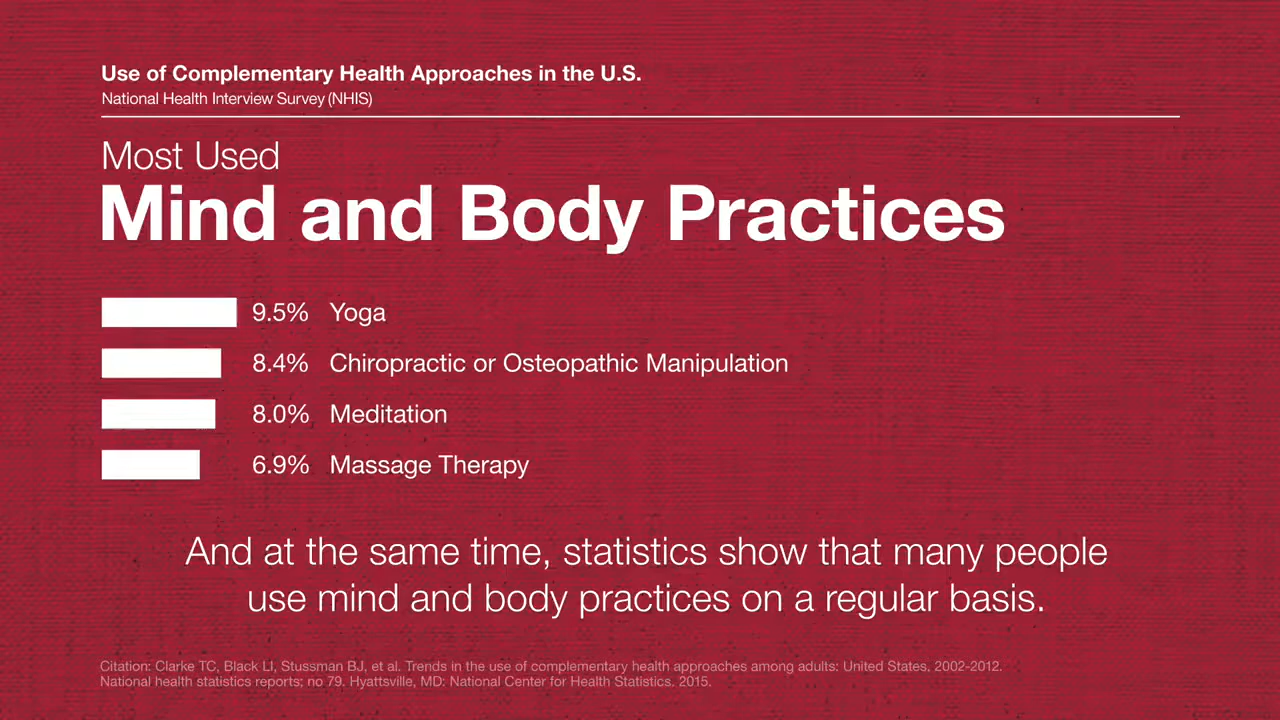 Use of Complementary Health Approaches in the U.S.
National Health Interview Survey (NHIS)
Most Used
Mind and Body Practices
9.5% Yoga
8.4% Chiropractic or Osteopathic Manipulation
8.0% Meditation
6.9% Massage Therapy
And at the same time, statistics show that many people
use mind and body practices on a regular basis.
Citation: Clarke TC, Black LI, Stussman BJ, et al. Trends in the use of complementary health approaches among adults: United States, 2002-2012.
National health statistics reports; no 79. Hyattsville, MD: National Center for Health Statistics. 2015.